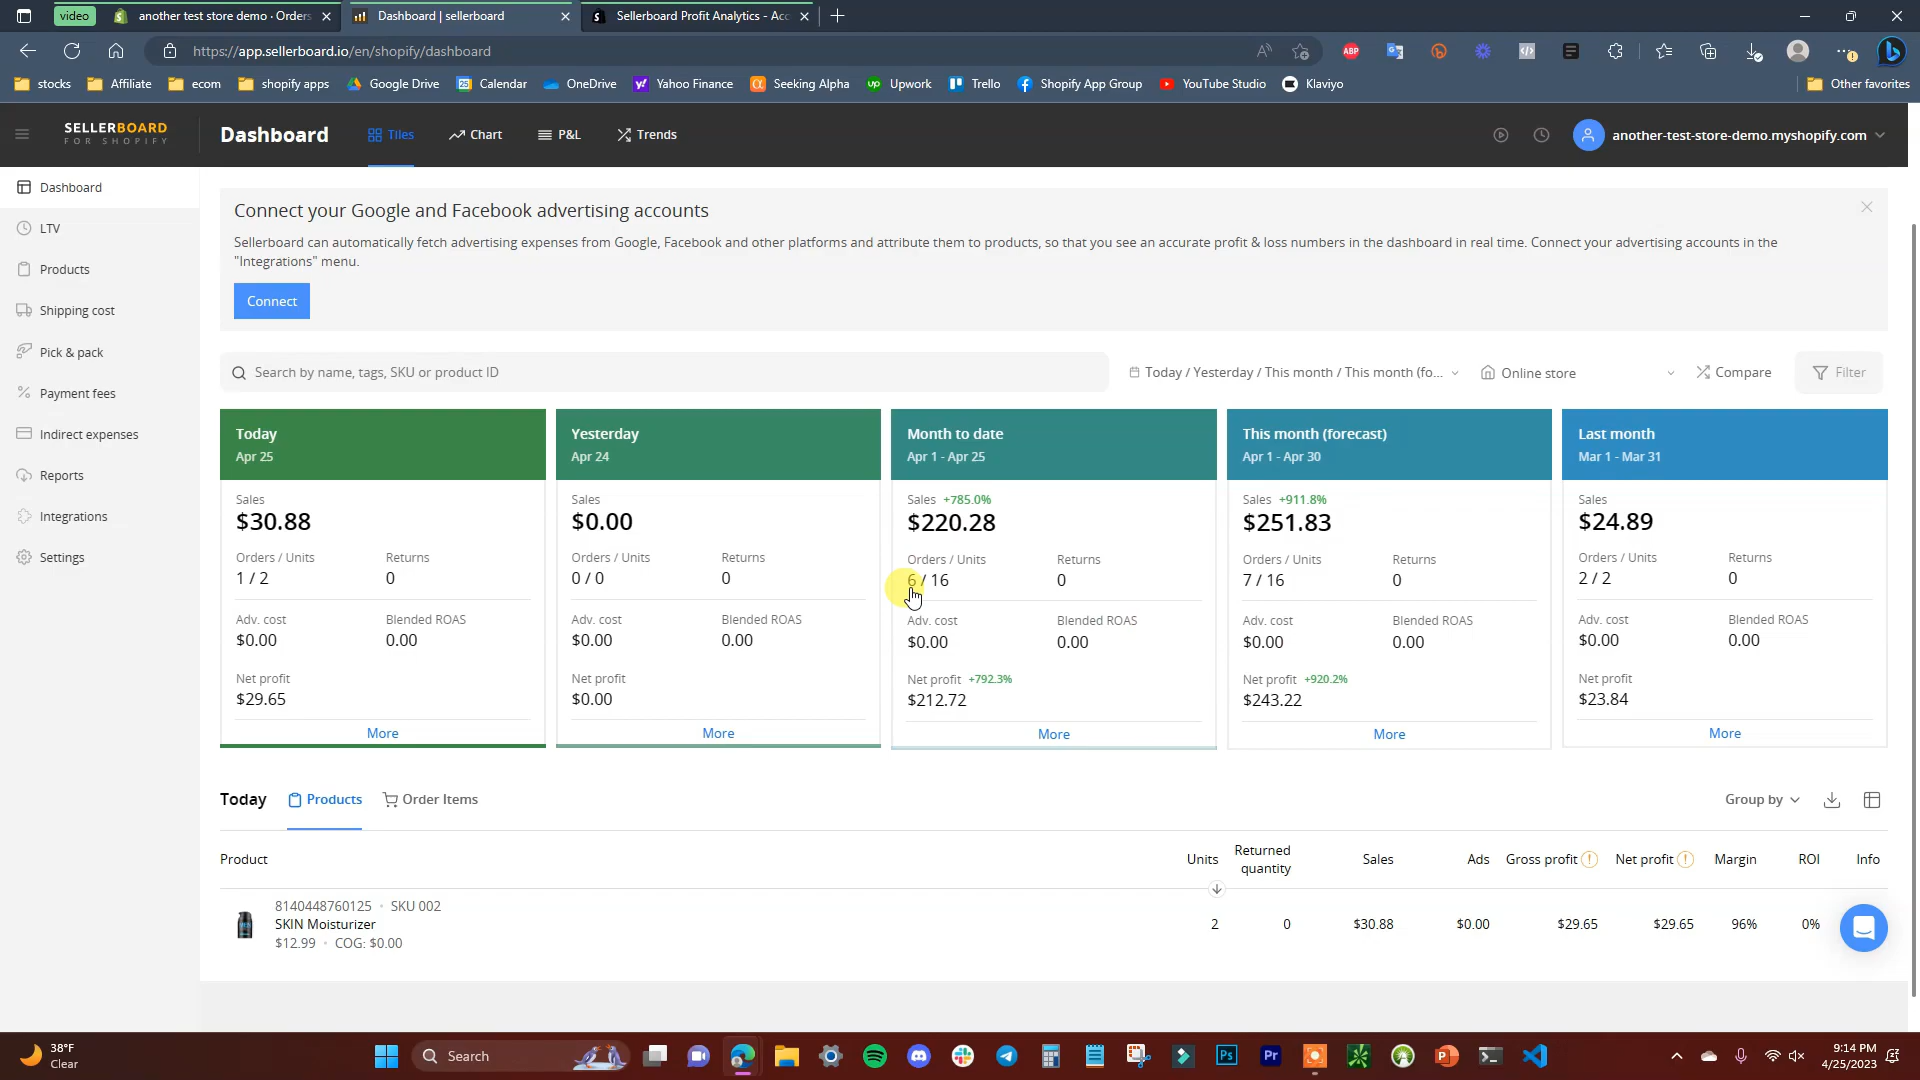 video
another test store demo · Orders
Dashboard | sellerboard
Sellerboard Profit Analytics - Acc
https://app.sellerboard.io/en/shopify/dashboard
ABP
stocks
Affiliate
ecom
shopify apps
Google Drive
Calendar
OneDrive
Yahoo Finance
Seeking Alpha
Upwork
Trello
Shopify App Group
YouTube Studio
Klaviyo
Other favorites
SELLERBOARD
FOR SHOPIFY
Dashboard
Tiles
Chart
P&L
Trends
another-test-store-demo.myshopify.com
Dashboard
LTV
Products
Shipping cost
Pick & pack
Payment fees
Indirect expenses
Reports
Integrations
Settings
Connect your Google and Facebook advertising accounts
Sellerboard can automatically fetch advertising expenses from Google, Facebook and other platforms and attribute them to products, so that you see an accurate profit & loss numbers in the dashboard in real time. Connect your advertising accounts in the
"Integrations" menu.
Connect
Search by name, tags, SKU or product ID
Today / Yesterday / This month / This month (fo...
Online store
Compare
Filter
Today
Apr 25
Sales
$30.88
Orders / Units
Returns
1 / 2
0
Adv. cost
Blended ROAS
$0.00
0.00
Net profit
$29.65
More
Yesterday
Apr 24
Sales
$0.00
Orders / Units
Returns
0 / 0
0
Adv. cost
Blended ROAS
$0.00
0.00
Net profit
$0.00
More
Month to date
Apr 1 - Apr 25
Sales +785.0%
$220.28
Orders / Units
Returns
6 / 16
0
Adv. cost
Blended ROAS
$0.00
0.00
Net profit +792.3%
$212.72
More
This month (forecast)
Apr 1 - Apr 30
Sales +911.8%
$251.83
Orders / Units
Returns
7 / 16
0
Adv. cost
Blended ROAS
$0.00
0.00
Net profit +920.2%
$243.22
More
Last month
Mar 1 - Mar 31
Sales
$24.89
Orders / Units
Returns
2 / 2
0
Adv. cost
Blended ROAS
$0.00
0.00
Net profit
$23.84
More
Today
Products
Order Items
Group by
Product
Units
Returned
quantity
Sales
Ads
Gross profit
Net profit
Margin
ROI
Info
8140448760125 • SKU 002
SKIN Moisturizer
$12.99 • COG: $0.00
2
0
$30.88
$0.00
$29.65
$29.65
96%
0%
38°F
Clear
Search
Ps
Pr
9:14 PM
4/25/2023